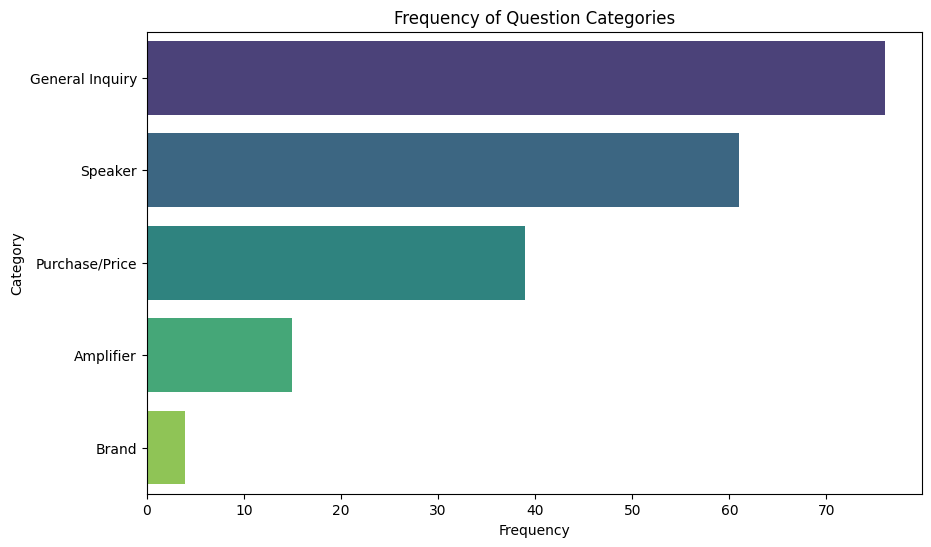 Frequency of Question Categories
General Inquiry
Speaker
Purchase/Price
Amplifier
Brand
Category
0 10 20 30 40 50 60 70
Frequency